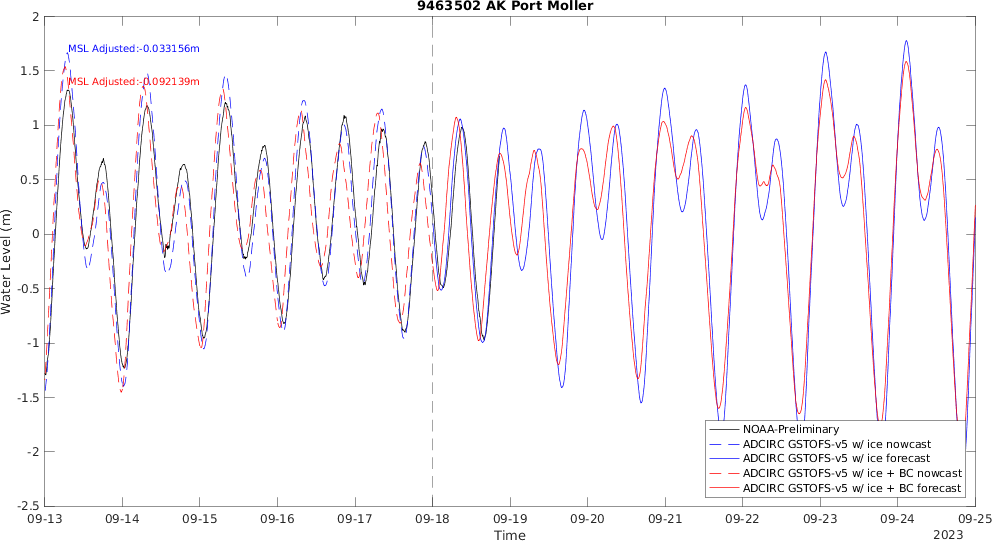 9463502 AK Port Moller
MSL Adjusted:-0.033156m
MSL Adjusted:-0.092139m
Water Level (m)
2
1.5
1
0.5
0
-0.5
-1
-1.5
-2
-2.5
NOAA-Preliminary
ADCIRC GSTOFS-v5 w/ ice nowcast
ADCIRC GSTOFS-v5 w/ ice forecast
ADCIRC GSTOFS-v5 w/ ice + BC nowcast
ADCIRC GSTOFS-v5 w/ ice + BC forecast
09-13 09-14 09-15 09-16 09-17 09-18 09-19 09-20 09-21 09-22 09-23 09-24 09-25
Time
2023